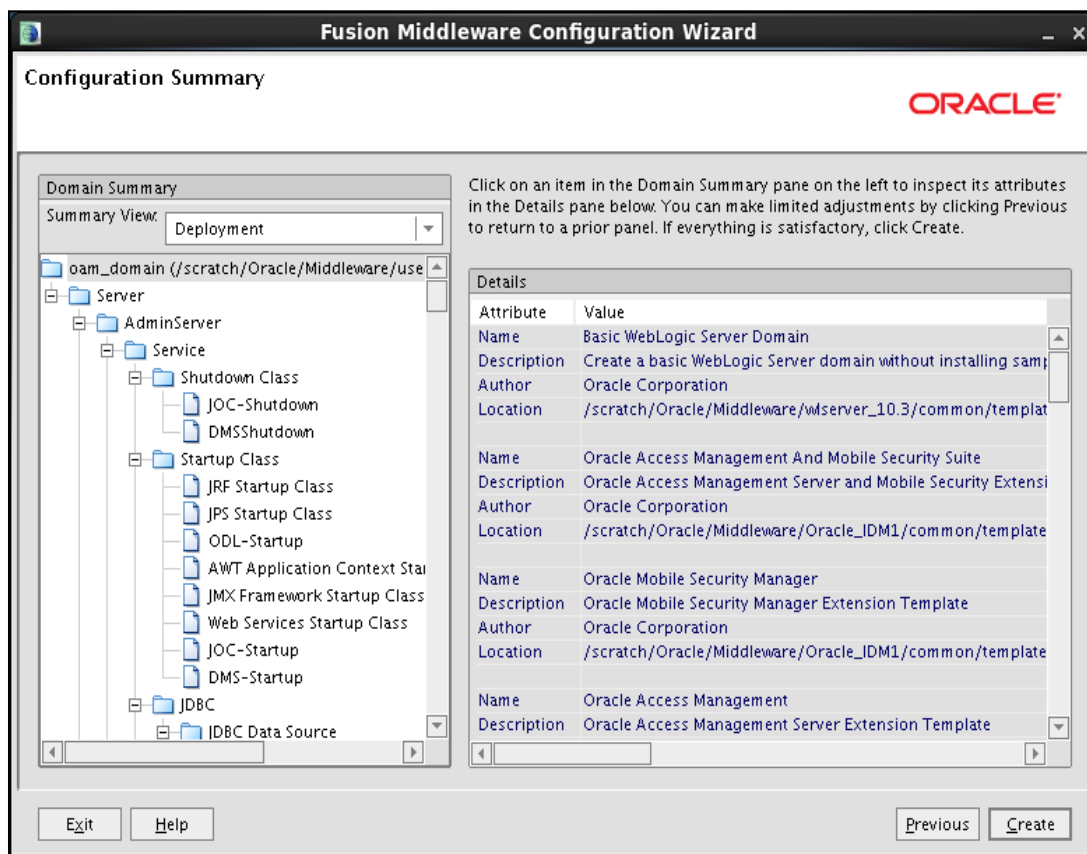 Fusion Middleware Configuration Wizard
Configuration Summary
ORACLE
Domain Summary
Summary View:
Deployment
oam_domain (/scratch/Oracle/Middleware/use
Server
AdminServer
Service
Shutdown Class
JOC-Shutdown
DMSShutdown
Startup Class
JRF Startup Class
JPS Startup Class
ODL-Startup
AWT Application Context Star
JMX Framework Startup Class
Web Services Startup Class
JOC-Startup
DMS-Startup
JDBC
JDBC Data Source
Click on an item in the Domain Summary pane on the left to inspect its attributes
in the Details pane below. You can make limited adjustments by clicking Previous
to return to a prior panel. If everything is satisfactory, click Create.
Details
Attribute Value
Name Basic WebLogic Server Domain
Description Create a basic WebLogic Server domain without installing samp
Author Oracle Corporation
Location /scratch/Oracle/Middleware/wlserver_10.3/common/templat
Name Oracle Access Management And Mobile Security Suite
Description Oracle Access Management Server and Mobile Security Extensi
Author Oracle Corporation
Location /scratch/Oracle/Middleware/Oracle_IDM1/common/template
Name Oracle Mobile Security Manager
Description Oracle Mobile Security Manager Extension Template
Author Oracle Corporation
Location /scratch/Oracle/Middleware/Oracle_IDM1/common/template
Name Oracle Access Management
Description Oracle Access Management Server Extension Template
Exit Help Previous Create